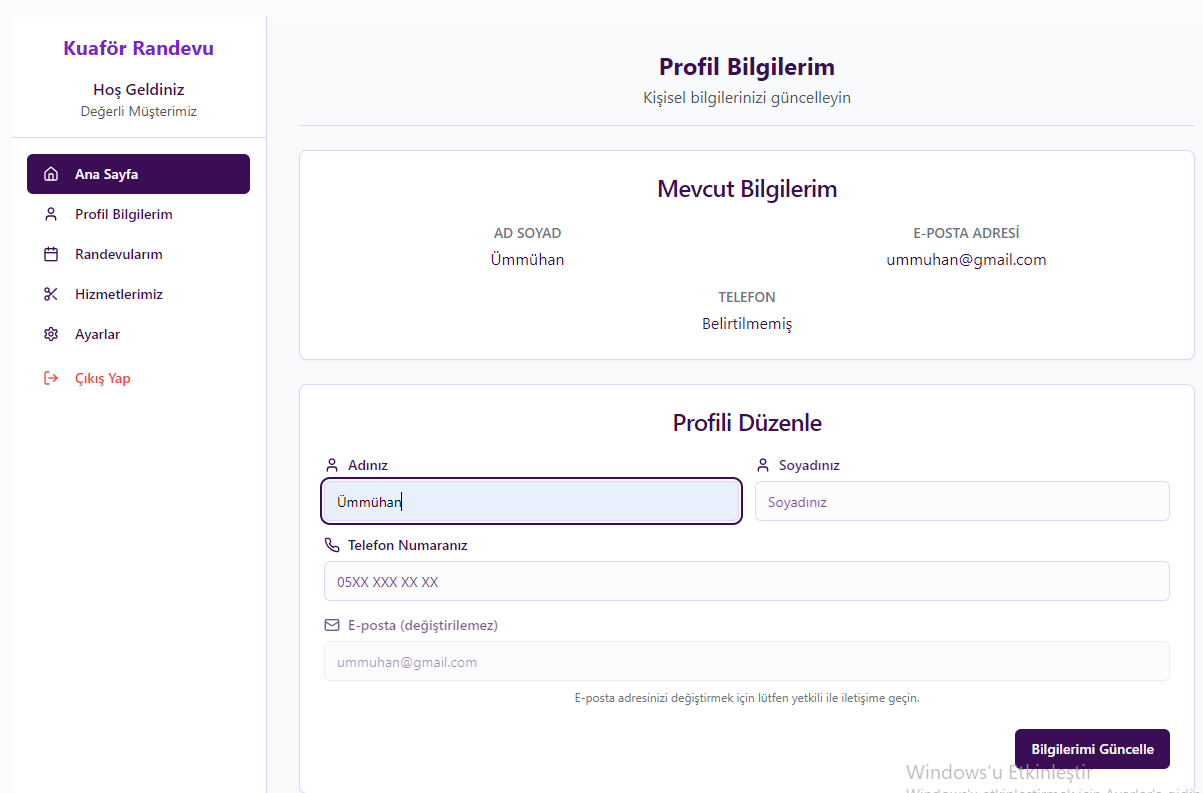 Kuaför Randevu
Hoş Geldiniz
Değerli Müşterimiz
Ana Sayfa
Profil Bilgilerim
Randevularım
Hizmetlerimiz
Ayarlar
Çıkış Yap
Profil Bilgilerim
Kişisel bilgilerinizi güncelleyin
Mevcut Bilgilerim
AD SOYAD
Ümmühan
E-POSTA ADRESİ
ummuhan@gmail.com
TELEFON
Belirtilmemiş
Profili Düzenle
Adınız
Ümmühan
Soyadınız
Soyadınız
Telefon Numaranız
05XX XXX XX XX
E-posta (değiştirilemez)
ummuhan@gmail.com
E-posta adresinizi değiştirmek için lütfen yetkili ile iletişime geçin.
Bilgilerimi Güncelle
Windows'u Etkinleştir